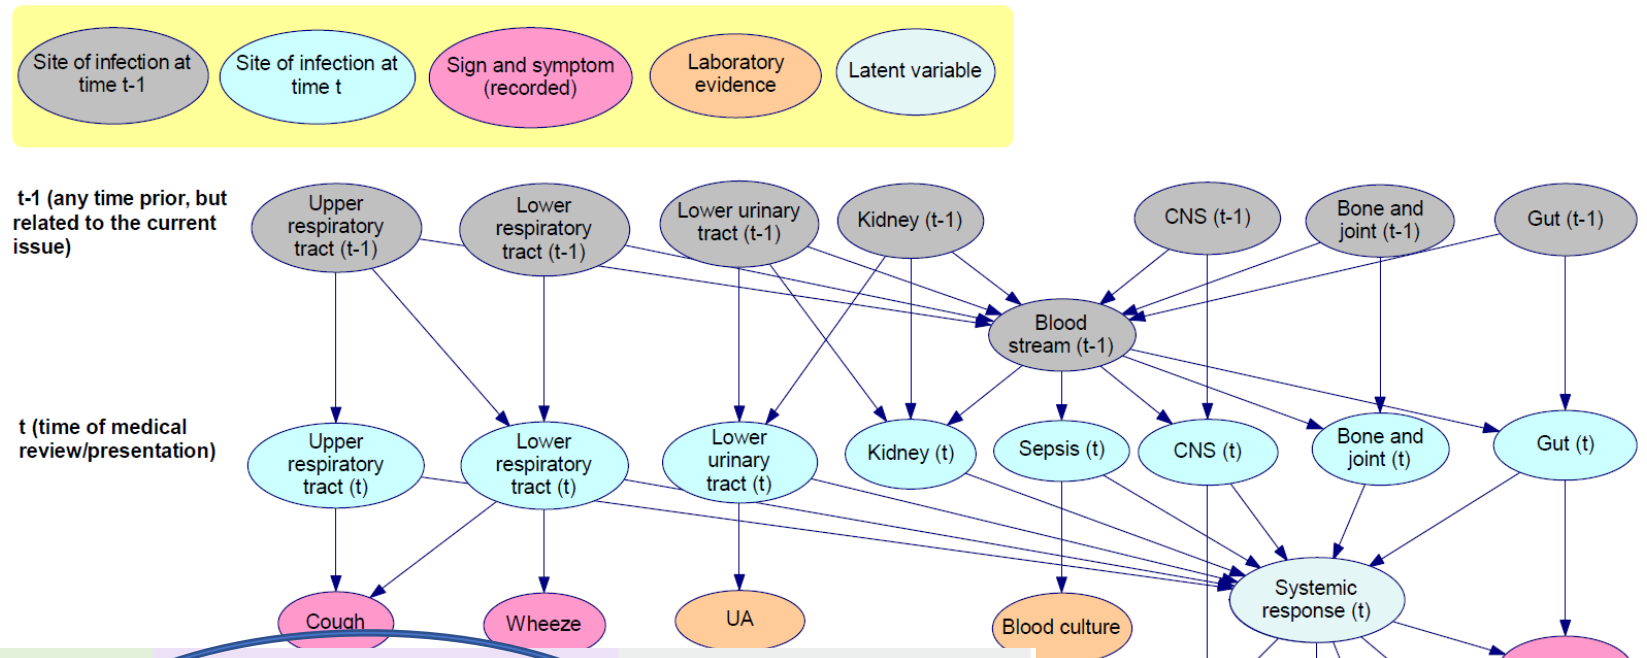 Site of infection at
time t-1
Site of infection at
time t
Sign and symptom
(recorded)
Laboratory
evidence
Latent variable
t-1 (any time prior, but
related to the current
issue)
Upper
respiratory
tract (t-1)
Lower
respiratory
tract (t-1)
Lower urinary
tract (t-1)
Kidney (t-1)
CNS (t-1)
Bone and
joint (t-1)
Gut (t-1)
Blood
stream (t-1)
t (time of medical
review/presentation)
Upper
respiratory
tract (t)
Lower
respiratory
tract (t)
Lower
urinary
tract (t)
Kidney (t)
Sepsis (t)
CNS (t)
Bone and
joint (t)
Gut (t)
Systemic
response (t)
Cough
Wheeze
UA
Blood culture